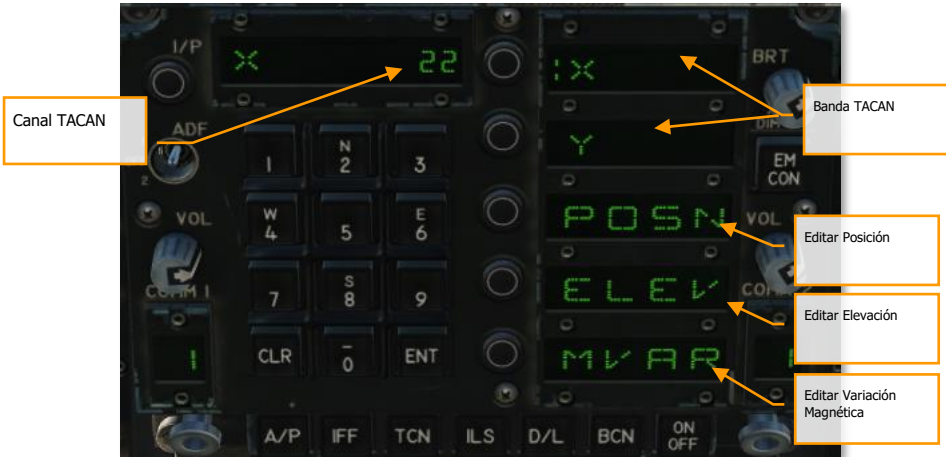 I/P
X 22
:X
BRT
Canal TACAN
Banda TACAN
ADF
Y
DIM
1
N
2
3
EM
CON
2
VOL
W
4
5
E
6
POSN
VOL
Editar Posición
COMM 1
7
S
8
9
ELEV
Editar Elevación
1
CLR
–
0
ENT
MVAR
1
Editar Variación
Magnética
A/P IFF TCN ILS D/L BCN ON
OFF